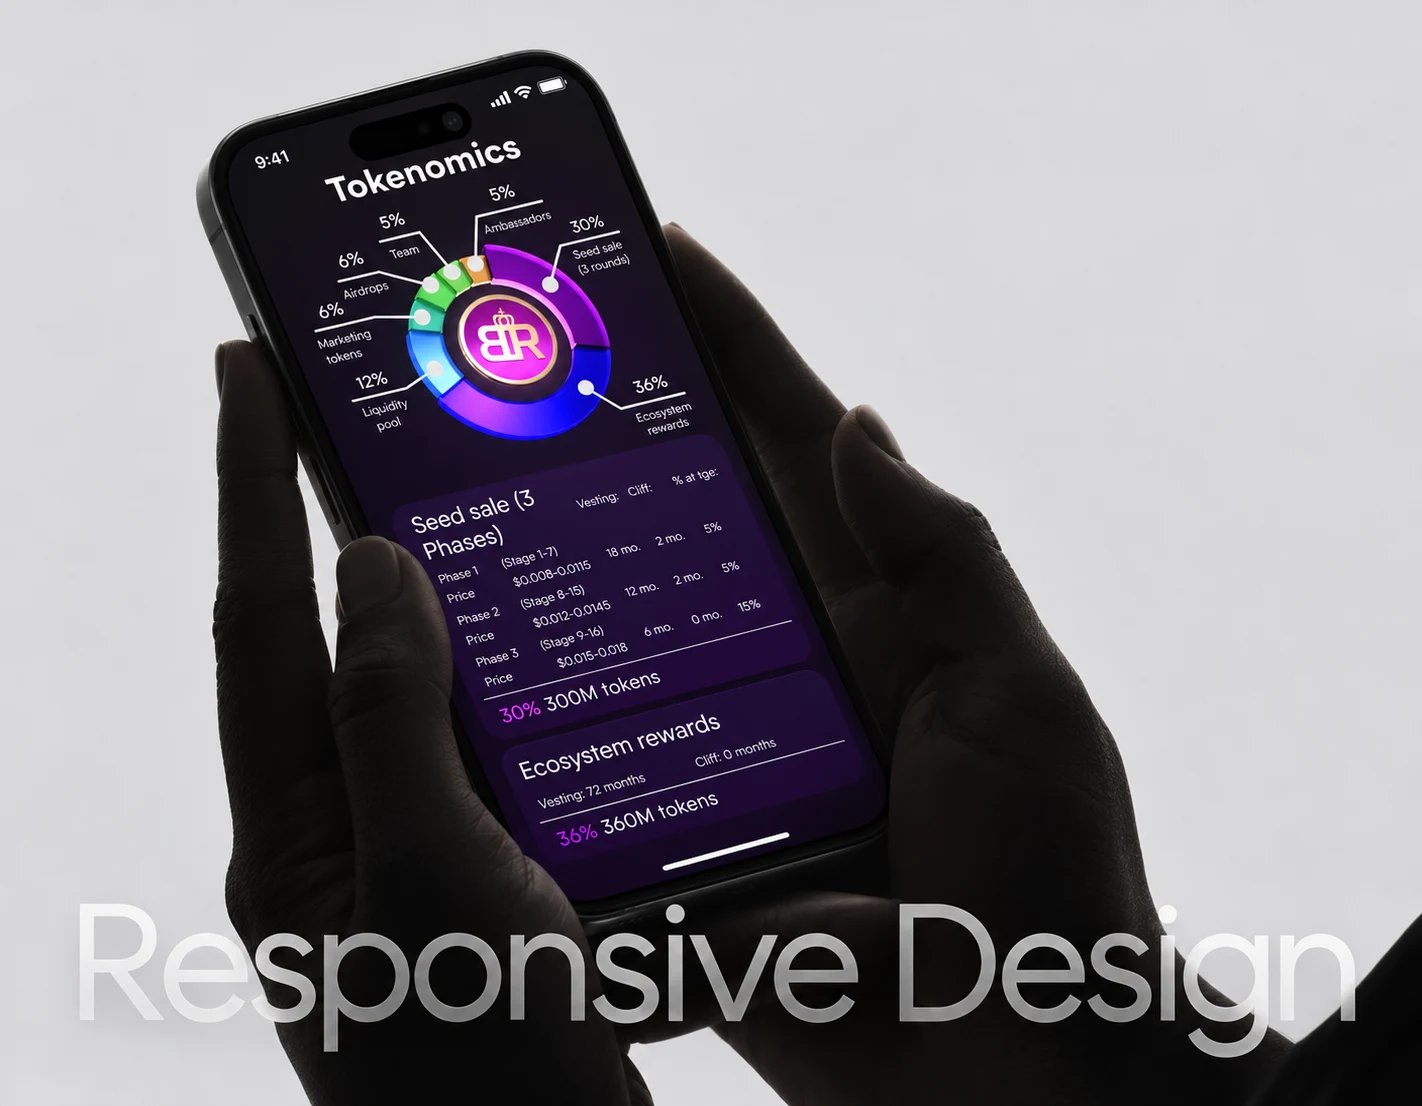 9:41
Tokenomics
5%
Ambassadors
5%
Team
30%
Seed sale
(3 rounds)
6%
Airdrops
6%
Marketing
tokens
12%
Liquidity
pool
36%
Ecosystem
rewards
BR
Seed sale (3
Phases)
Vesting: Cliff: % at tge:
Phase 1 (Stage 1-7) 18 mo. 2 mo. 5%
Price $0.008-0.0115
Phase 2 (Stage 8-15) 12 mo. 2 mo. 5%
Price $0.012-0.0145
Phase 3 (Stage 9-16) 6 mo. 0 mo. 15%
Price $0.015-0.018
30% 300M tokens
Ecosystem rewards
Vesting: 72 months Cliff: 0 months
36% 360M tokens
Responsive Design